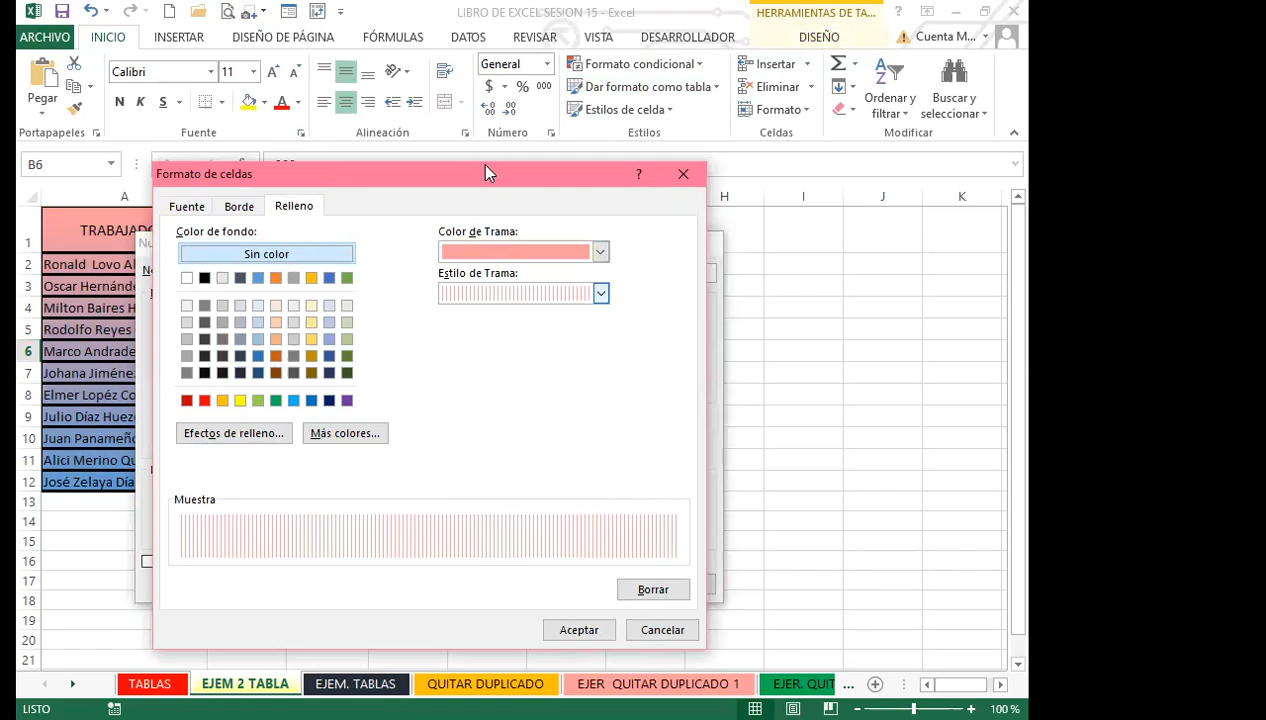 LIBRO DE EXCEL SESION 15 - Excel
HERRAMIENTAS DE TA...
?
ARCHIVO INICIO INSERTAR DISEÑO DE PÁGINA FÓRMULAS DATOS REVISAR VISTA DESARROLLADOR DISEÑO Cuenta M...
Pegar
Calibri 11
N K S
General
$ % 000
Formato condicional
Dar formato como tabla
Estilos de celda
Insertar
Eliminar
Formato
Ordenar y
filtrar
Buscar y
seleccionar
Portapapeles Fuente Alineación Número Estilos Celdas Modificar
B6
A H I J K
1 TRABAJADO
2 Ronald Lovo Al
3 Oscar Hernánde
4 Milton Baires H
5 Rodolfo Reyes
6 Marco Andrade
7 Johana Jiménez
8 Elmer Lopéz Co
9 Julio Díaz Huez
10 Juan Panameño
11 Alici Merino Qu
12 José Zelaya Día
13
14
15
16
17
18
19
20
21
Formato de celdas ?
Fuente Borde Relleno
Color de fondo:
Sin color
Color de Trama:
Estilo de Trama:
Efectos de relleno... Más colores...
Muestra
Borrar
Aceptar Cancelar
... TABLAS EJEM 2 TABLA EJEM. TABLAS QUITAR DUPLICADO EJER QUITAR DUPLICADO 1 EJER. QUIT
LISTO
100 %